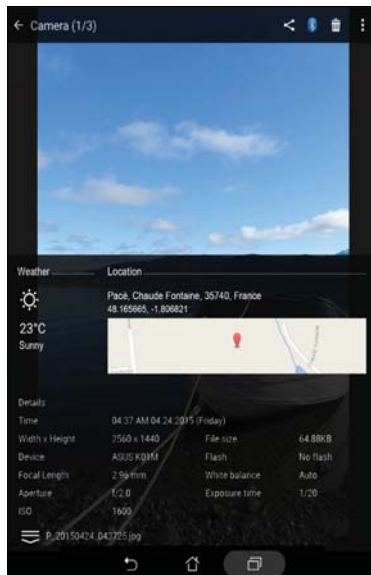 Camera (1/3)
Weather Location
Pacé, Chaude Fontaine, 35740, France
48.165665, -1.806821
23°C
Sunny
Details
Time 04:37 AM 04.24.2015 (Friday)
Width x Height 2560 x 1440 File size 64.88KB
Device ASUS K01M Flash No flash
Focal Length 2.96 mm White balance Auto
Aperture f/2.0 Exposure time 1/20
ISO 1600
P_20150424_043725.jpg